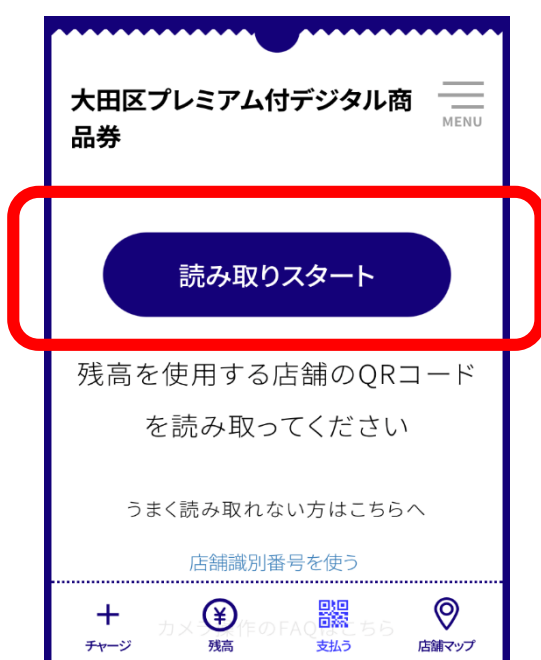 大田区プレミアム付デジタル商
品券
MENU
読み取りスタート
残高を使用する店舗のQRコード
を読み取ってください
うまく読み取れない方はこちらへ
店舗識別番号を使う
カメラ操作のFAQはこちら
チャージ
残高
支払う
店舗マップ